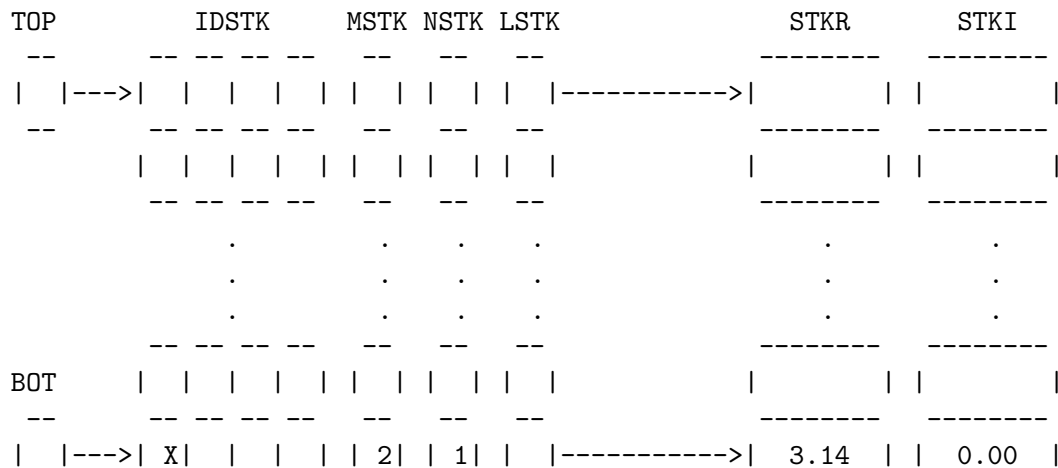 TOP           IDSTK      MSTK NSTK LSTK                STKR       STKI
 --        -- -- -- --    --   --   --              --------   --------
|  |--->|  |  |  |  | |  | |  | |  |----------->|        | |        |
 --        -- -- -- --    --   --   --              --------   --------
        |  |  |  |  | |  | |  | |  |            |        | |        |
         -- -- -- --   --   --   --              --------   --------
              .         .    .    .                  .          .
              .         .    .    .                  .          .
              .         .    .    .                  .          .
         -- -- -- --   --   --   --              --------   --------
BOT     |  |  |  |  | |  | |  | |  |            |        | |        |
 --      -- -- -- --   --   --   --              --------   --------
|  |--->| X|  |  |  | | 2| | 1| |  |----------->|  3.14  | |  0.00  |